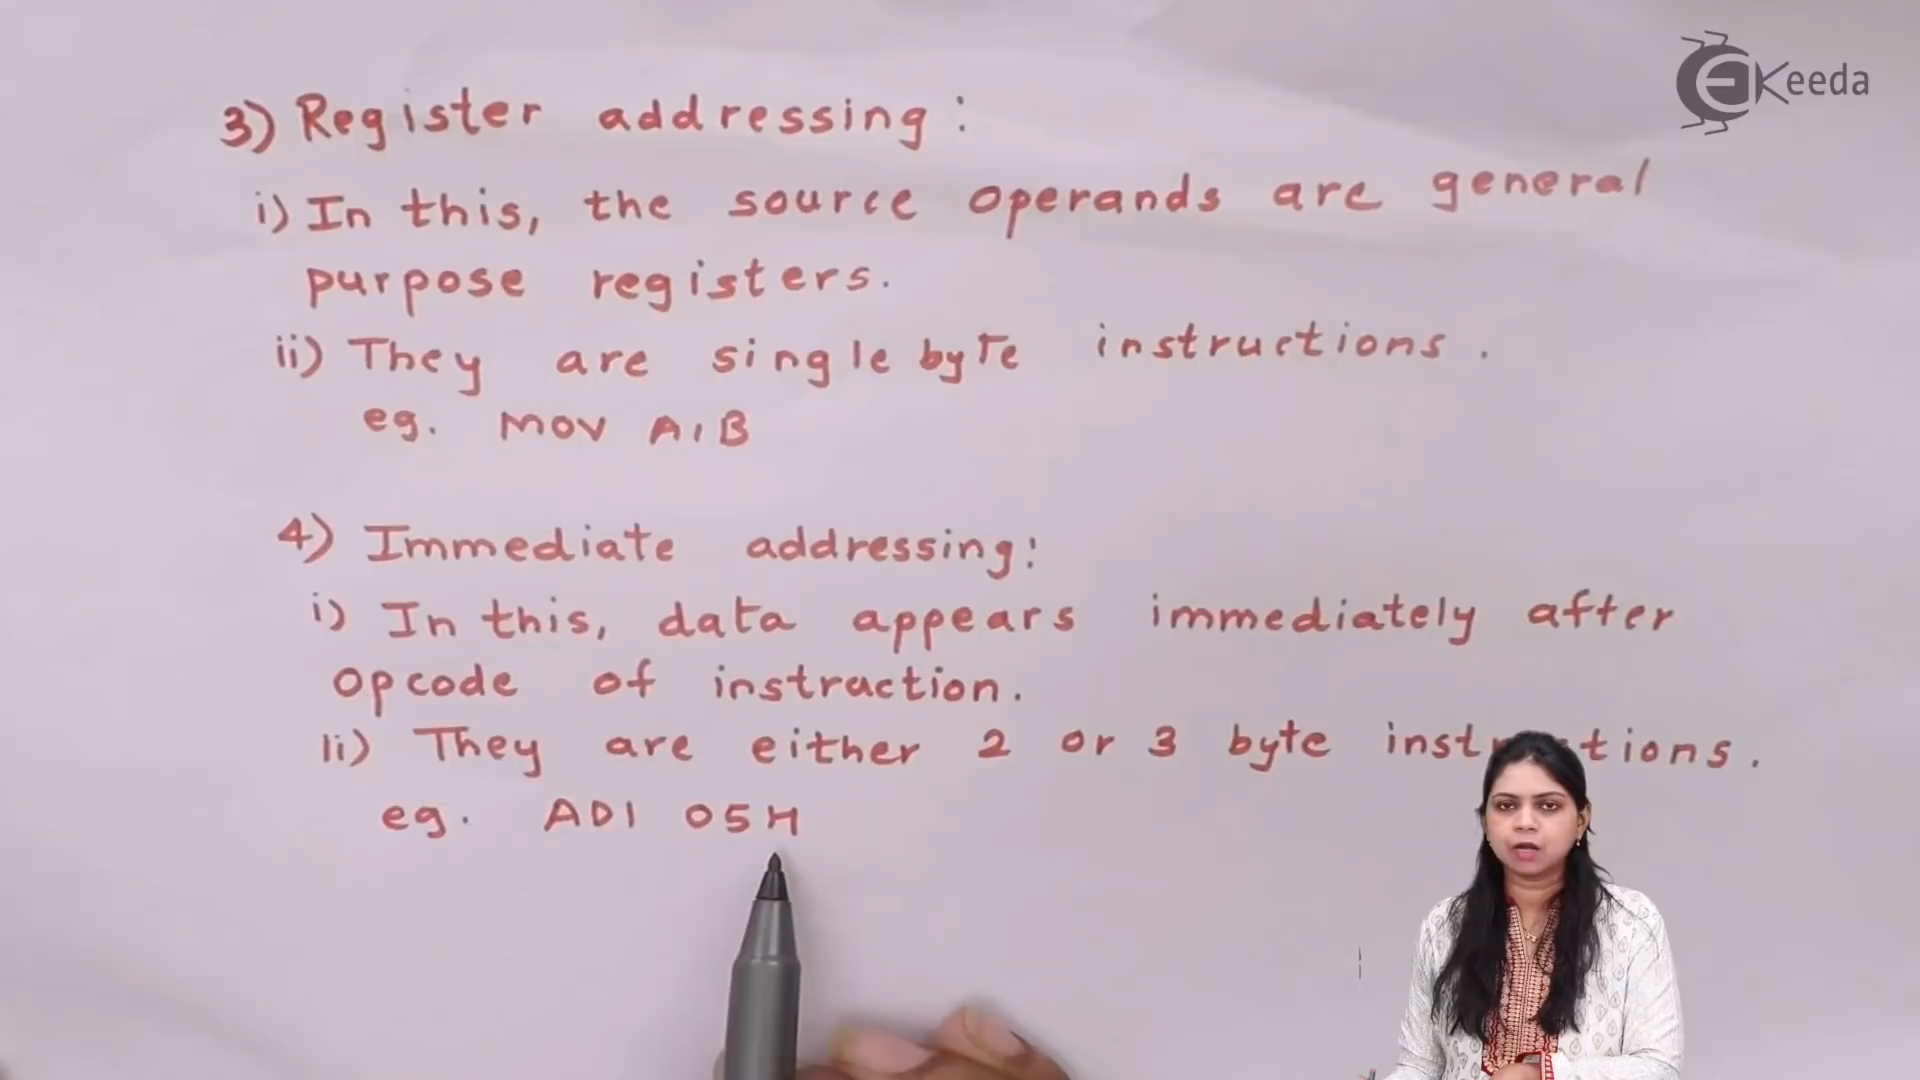 EKeeda
3) Register addressing:
i) In this, the source operands are general
purpose registers.
ii) They are single byte instructions.
eg. MOV A,B
4) Immediate addressing:
i) In this, data appears immediately after
opcode of instruction.
ii) They are either 2 or 3 byte instructions.
eg. ADI 05H